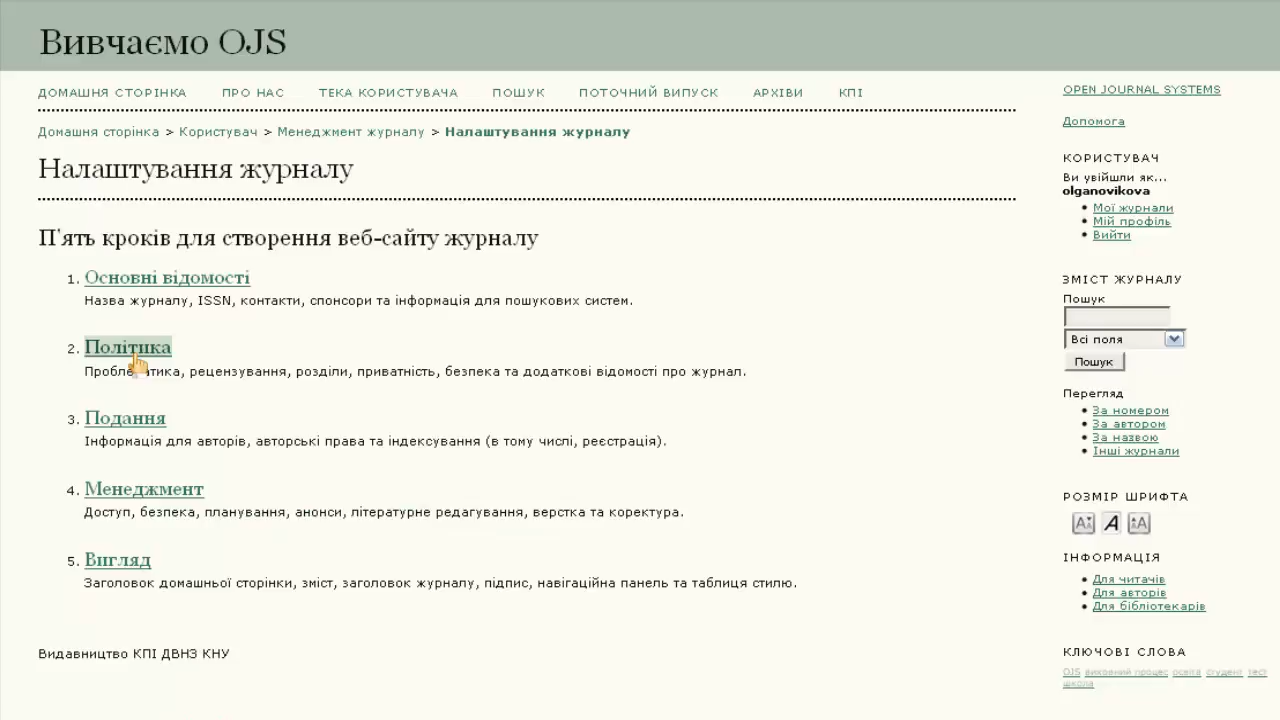 Вивчаємо OJS
ДОМАШНЯ СТОРІНКА ПРО НАС ТЕКА КОРИСТУВАЧА ПОШУК ПОТОЧНИЙ ВИПУСК АРХІВИ КПІ
Домашня сторінка > Користувач > Менеджмент журналу > Налаштування журналу
Налаштування журналу
П'ять кроків для створення веб-сайту журналу
1. Основні відомості
Назва журналу, ISSN, контакти, спонсори та інформація для пошукових систем.
2. Політика
рецензування, розділи, приватність, безпека та додаткові відомості про журнал.
3. Подання
Інформація для авторів, авторські права та індексування (в тому числі, реєстрація).
4. Менеджмент
Доступ, безпека, планування, анонси, літературне редагування, верстка та коректура.
5. Вигляд
Заголовок домашньої сторінки, зміст, заголовок журналу, підпис, навігаційна панель та таблиця стилю.
Видавництво КПІ ДВНЗ КНУ
OPEN JOURNAL SYSTEMS
Допомога
КОРИСТУВАЧ
Ви увійшли як...
olganovikova
Мої журнали
Мій профіль
Вийти
ЗМІСТ ЖУРНАЛУ
Пошук
Всі поля
Пошук
Перегляд
За номером
За автором
За назвою
Інші журнали
РОЗМІР ШРИФТА
A A A
ІНФОРМАЦІЯ
Для читачів
Для авторів
Для бібліотекарів
КЛЮЧОВІ СЛОВА
OJS виховний процес освіта студент тест
школа